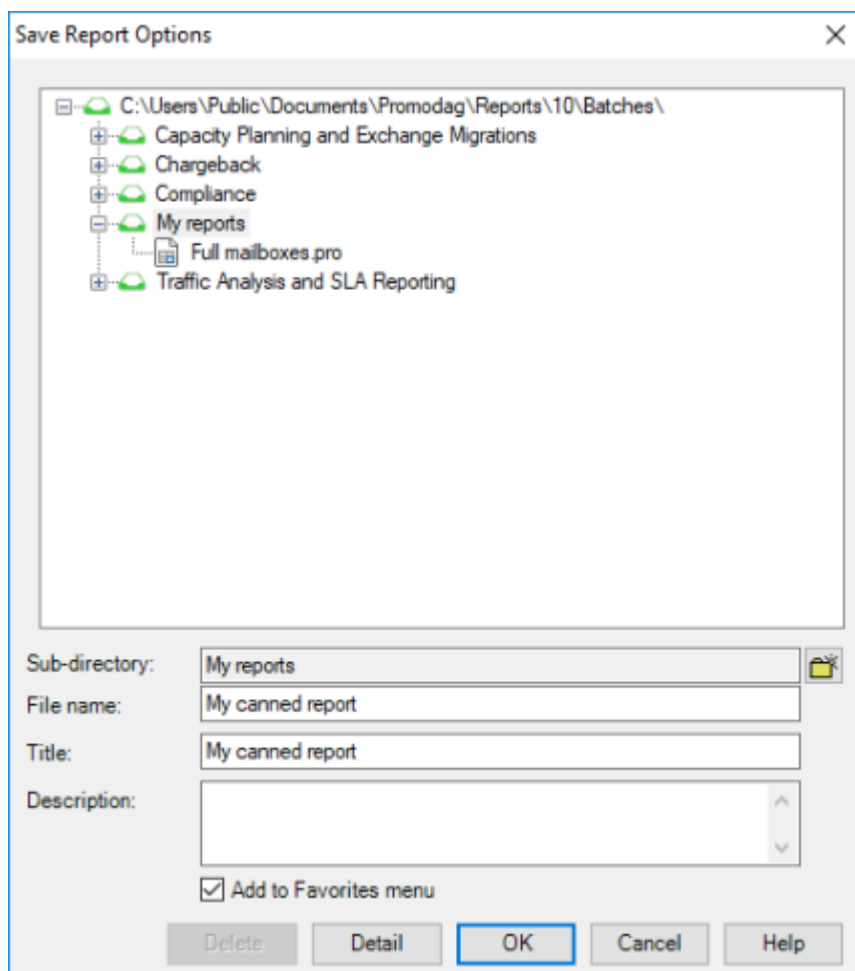 Save Report Options
C:\Users\Public\Documents\Promodag\Reports\10\Batches\
Capacity Planning and Exchange Migrations
Chargeback
Compliance
My reports
Full mailboxes.pro
Traffic Analysis and SLA Reporting
Sub-directory: My reports
File name: My canned report
Title: My canned report
Description:
Add to Favorites menu
Delete Detail OK Cancel Help